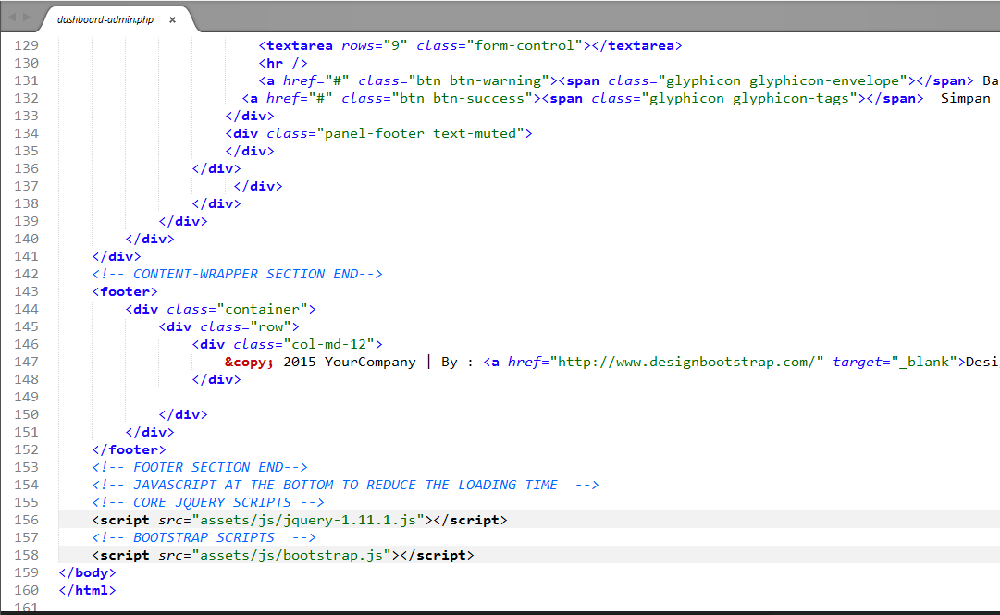 dashboard-admin.php ×
129 <textarea rows="9" class="form-control"></textarea>
130 <hr />
131 <a href="#" class="btn btn-warning"><span class="glyphicon glyphicon-envelope"></span> Ba
132 <a href="#" class="btn btn-success"><span class="glyphicon glyphicon-tags"></span>  Simpan
133 </div>
134 <div class="panel-footer text-muted">
135 </div>
136 </div>
137 </div>
138 </div>
139 </div>
140 </div>
141 </div>
142 <!-- CONTENT-WRAPPER SECTION END-->
143 <footer>
144 <div class="container">
145 <div class="row">
146 <div class="col-md-12">
147 &copy; 2015 YourCompany | By : <a href="http://www.designbootstrap.com/" target="_blank">Desi
148 </div>
149
150 </div>
151 </div>
152 </footer>
153 <!-- FOOTER SECTION END-->
154 <!-- JAVASCRIPT AT THE BOTTOM TO REDUCE THE LOADING TIME  -->
155 <!-- CORE JQUERY SCRIPTS -->
156 <script src="assets/js/jquery-1.11.1.js"></script>
157 <!-- BOOTSTRAP SCRIPTS  -->
158 <script src="assets/js/bootstrap.js"></script>
159 </body>
160 </html>
161